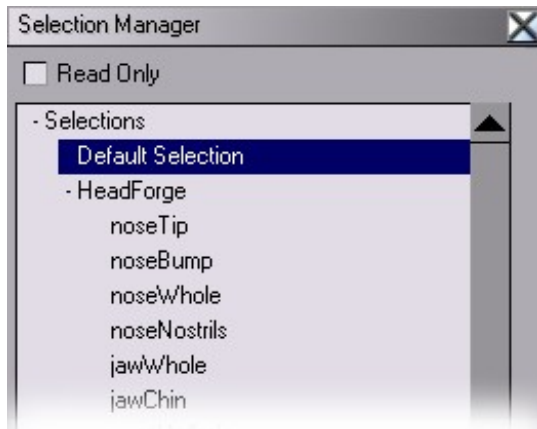 Selection Manager
Read Only
- Selections
Default Selection
- HeadForge
noseTip
noseBump
noseWhole
noseNostrils
jawWhole
jawChin